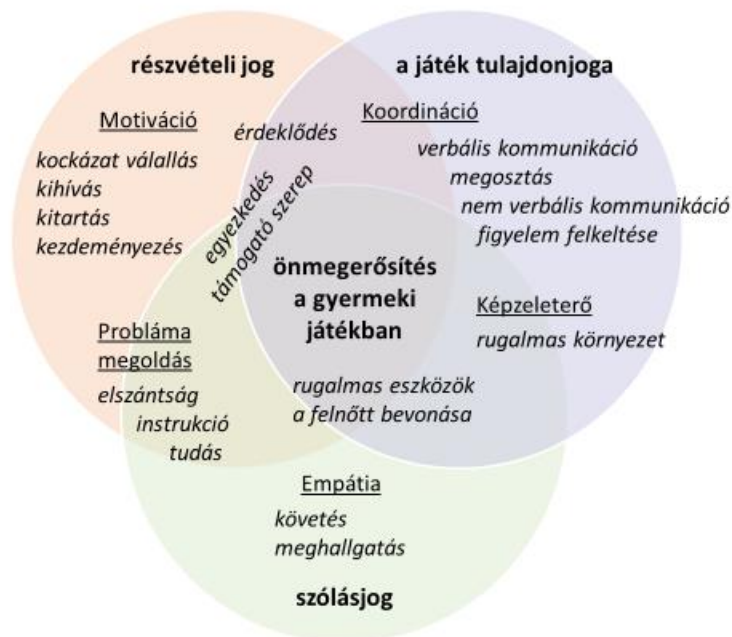 részvételi jog
a játék tulajdonjoga
Motiváció
kockázat válallás
kihívás
kitartás
kezdeményezés
érdeklődés
Koordináció
verbális kommunikáció
megosztás
nem verbális kommunikáció
figyelem felkeltése
egyezkedés
támogató szerep
önmegerősítés
a gyermeki
játékban
Képzeleterő
rugalmas környezet
Probléma
megoldás
elszántság
instrukció
tudás
rugalmas eszközök
a felnőtt bevonása
Empátia
követés
meghallgatás
szólásjog